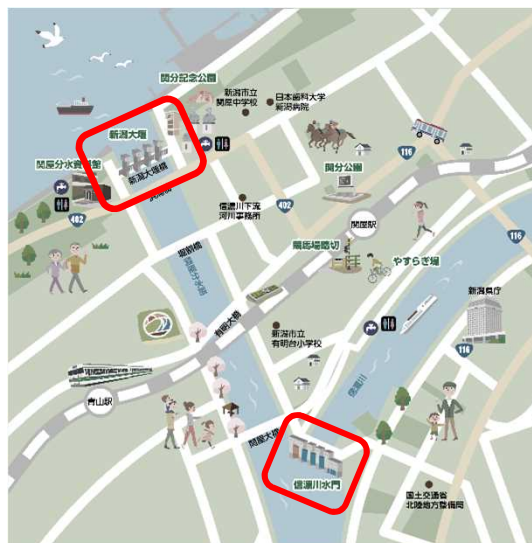 関分記念公園
新潟市立
関屋中学校
日本歯科大学
新潟病院
新潟大堰
関屋分水資料館
新潟大堰橋
116
402
信濃川下流
河川事務所
402
関分公園
関屋駅
堀割橋
関屋分水路
競馬場踏切
やすらぎ堤
116
新潟県庁
有明大橋
新潟市立
有明台小学校
信濃川
116
青山駅
関屋大橋
信濃川水門
国土交通省
北陸地方整備局